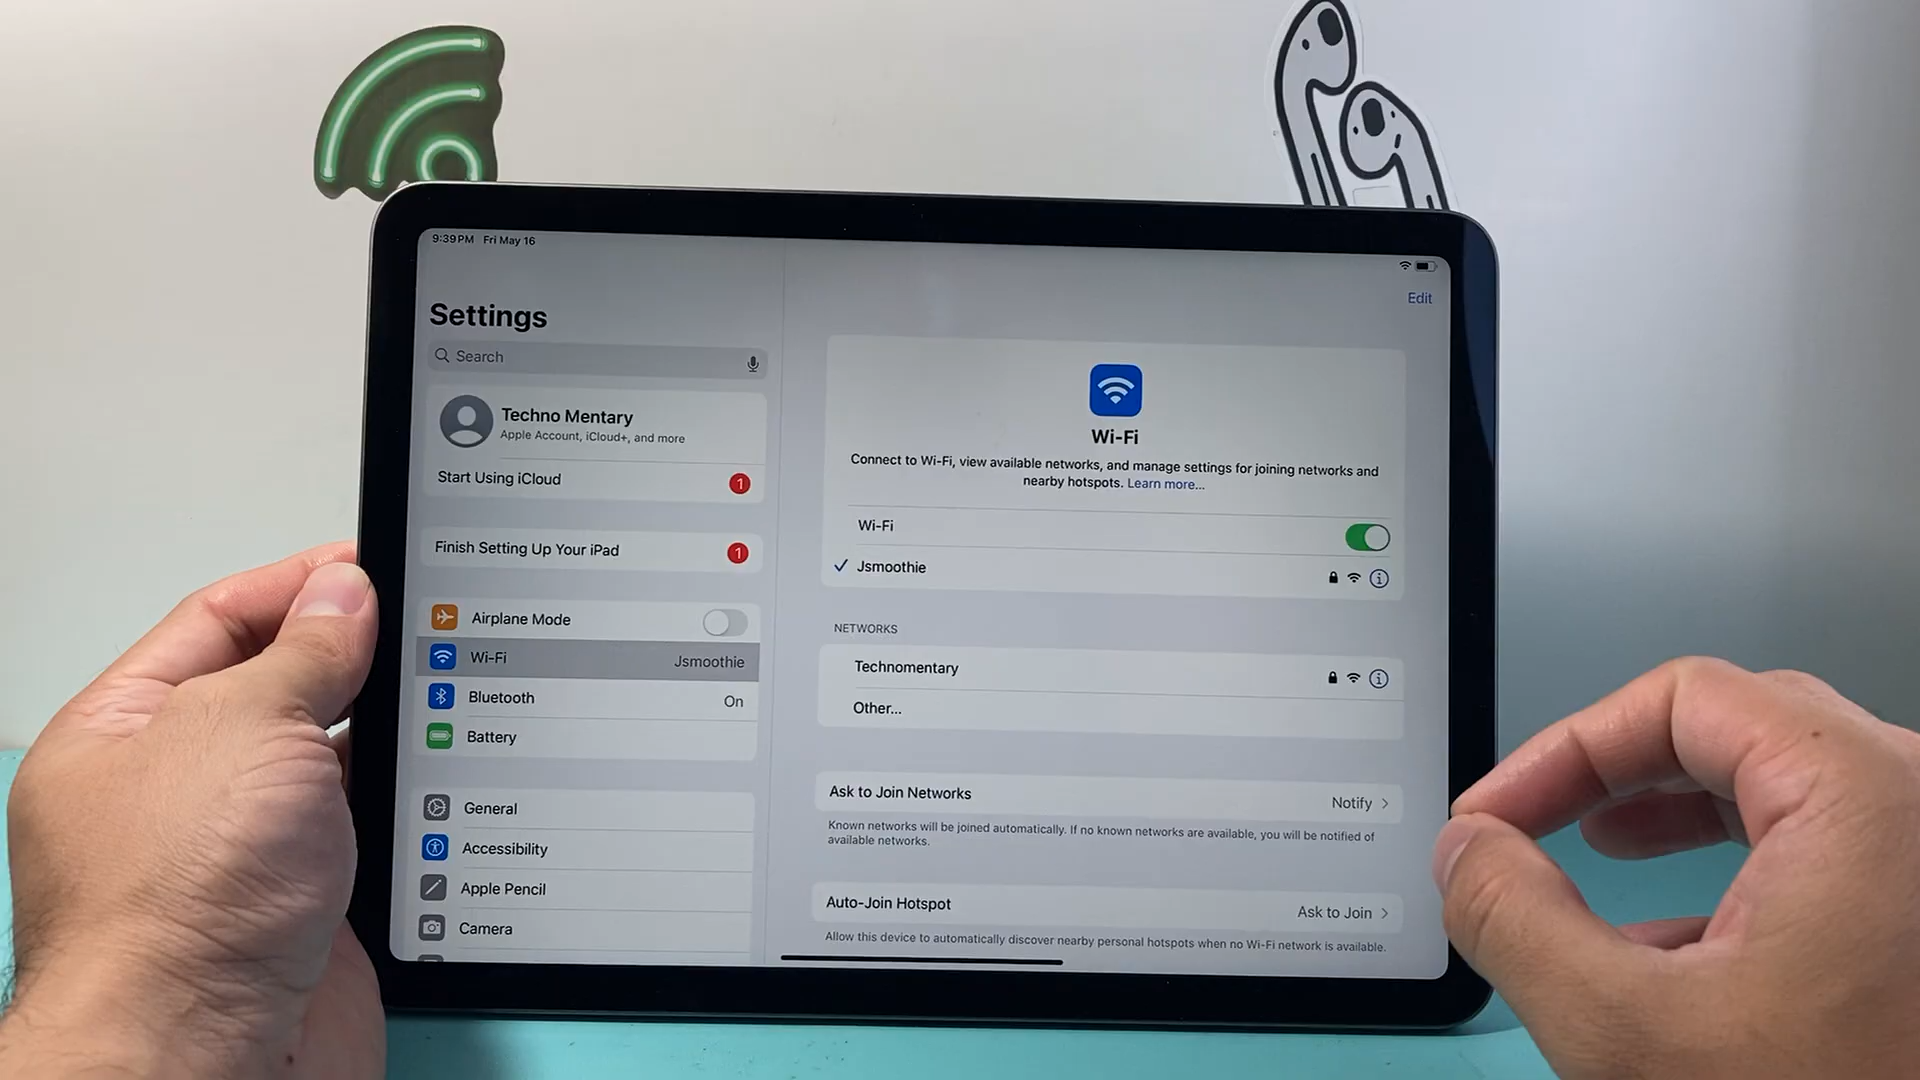 9:39 PM Fri May 16
Edit
Settings
Search
Techno Mentary
Apple Account, iCloud+, and more
Start Using iCloud
1
Finish Setting Up Your iPad
1
Airplane Mode
Wi-Fi
Jsmoothie
Bluetooth
On
Battery
General
Accessibility
Apple Pencil
Camera
Wi-Fi
Connect to Wi-Fi, view available networks, and manage settings for joining networks and
nearby hotspots. Learn more...
Wi-Fi
Jsmoothie
NETWORKS
Technomentary
Other...
Ask to Join Networks
Notify
Known networks will be joined automatically. If no known networks are available, you will be notified of
available networks.
Auto-Join Hotspot
Ask to Join
Allow this device to automatically discover nearby personal hotspots when no Wi-Fi network is available.